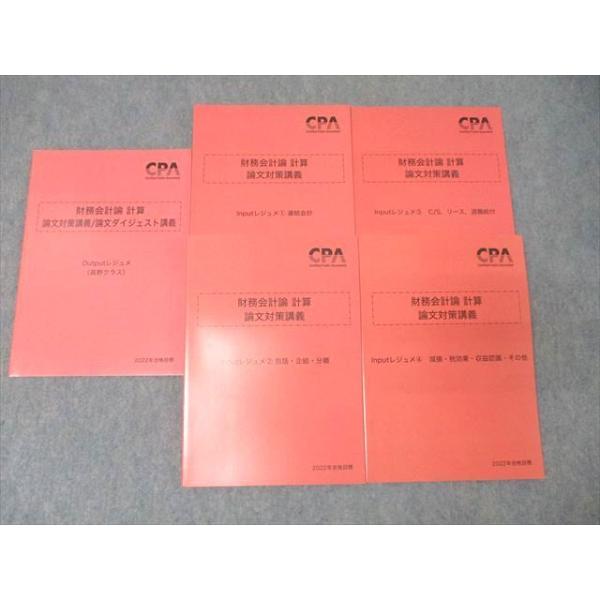 CPA
財務会計論 計算
論文対策講義/論文ダイジェスト講義
Outputレジュメ
(高野クラス)
2022年合格目標
CPA
財務会計論 計算
論文対策講義
Inputレジュメ① 連結会計
CPA
財務会計論 計算
論文対策講義
Inputレジュメ③ C/S、リース、退職給付
CPA
財務会計論 計算
論文対策講義
Inputレジュメ② 包括・企結・分離
2022年合格目標
CPA
財務会計論 計算
論文対策講義
Inputレジュメ④ 減損・税効果・収益認識・その他
2022年合格目標